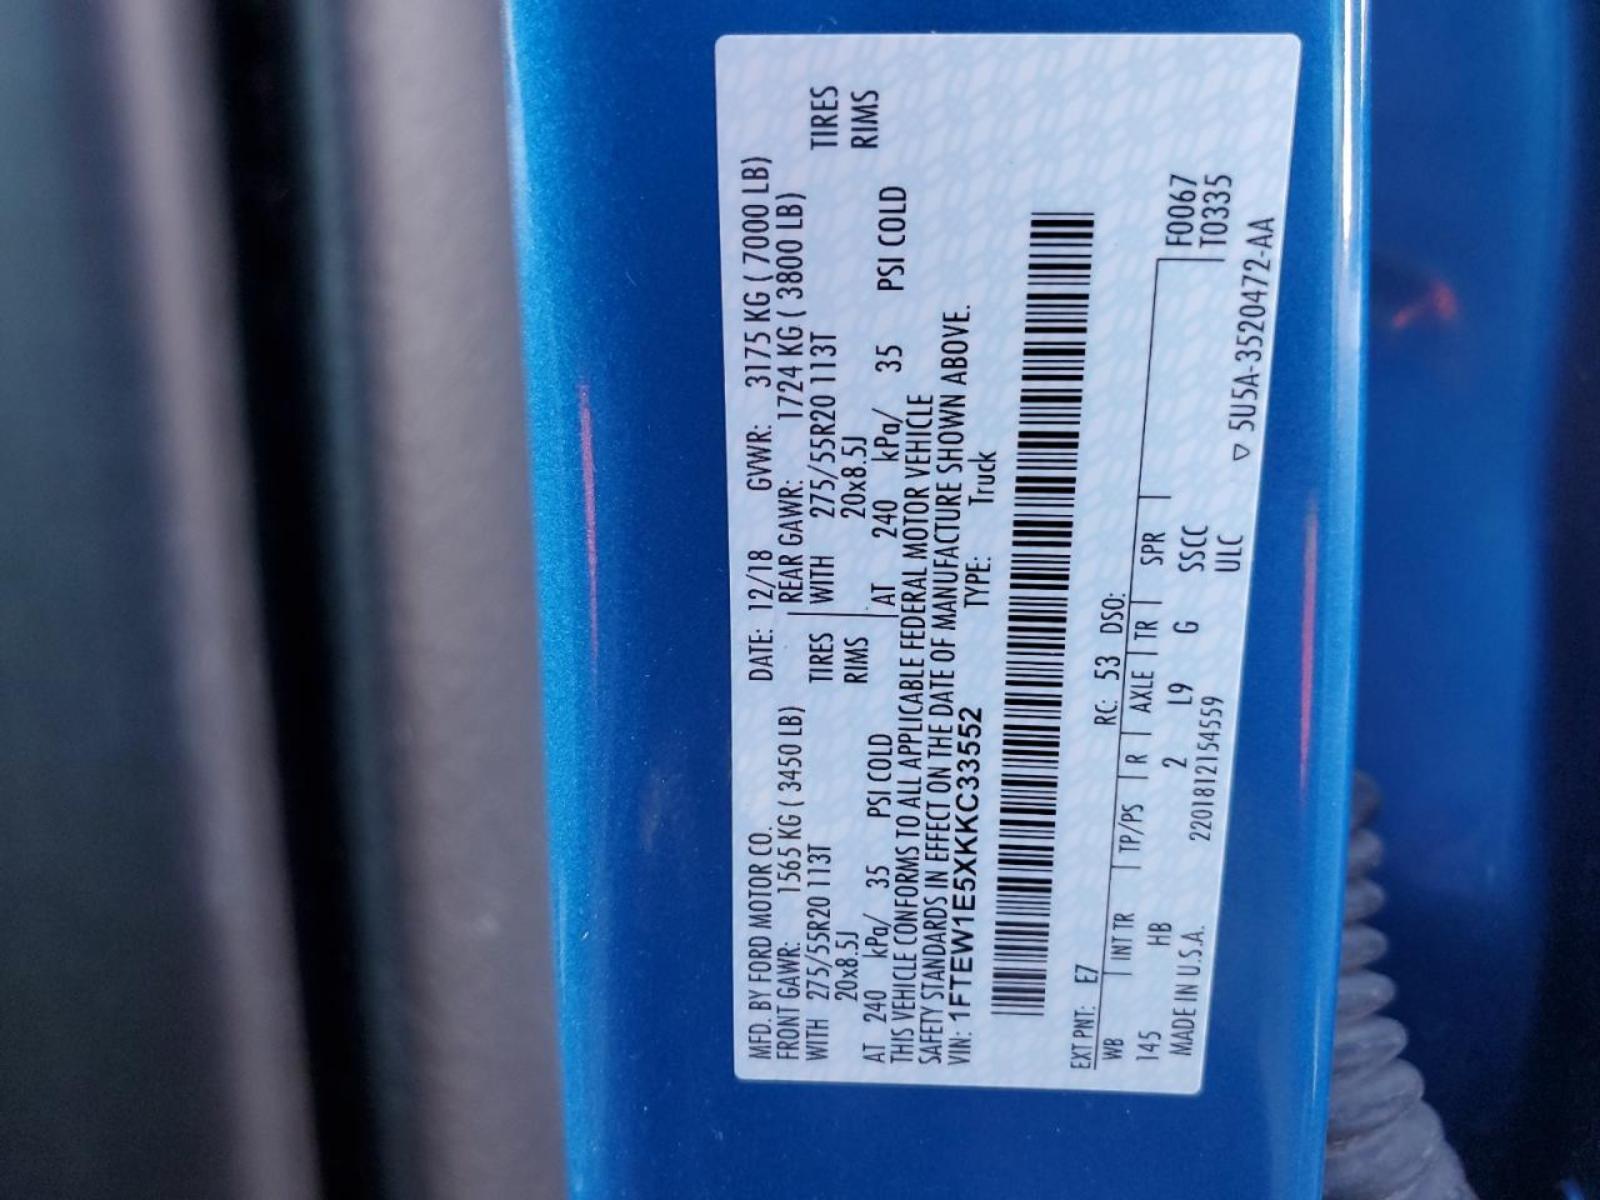 MFD. BY FORD MOTOR CO. DATE: 12/18 GVWR: 3175 KG ( 7000 LB)
FRONT GAWR: 1565 KG ( 3450 LB) REAR GAWR: 1724 KG ( 3800 LB)
WITH 275/55R20 113T TIRES WITH 275/55R20 113T TIRES
20x8.5J RIMS 20x8.5J RIMS
AT 240 kPa/ 35 PSI COLD AT 240 kPa/ 35 PSI COLD
THIS VEHICLE CONFORMS TO ALL APPLICABLE FEDERAL MOTOR VEHICLE
SAFETY STANDARDS IN EFFECT ON THE DATE OF MANUFACTURE SHOWN ABOVE.
VIN: 1FTEW1E5XKKC33552 TYPE: Truck
EXT PNT: E7 RC: 53 DSO:
WB INT TR TP/PS R AXLE TR SPR F0067
145 HB 2 L9 G SSCC T0335
MADE IN U.S.A. 220181215​4559 ULC ▽ 5U5A-3520472-AA